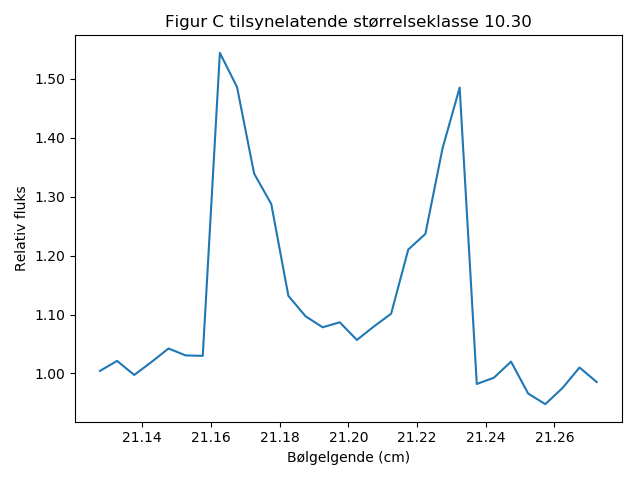 Figur C tilsynelatende størrelseklasse 10.30
1.50
1.40
1.30
1.20
1.10
1.00
Relativ fluks
21.14 21.16 21.18 21.20 21.22 21.24 21.26
Bølgelgende (cm)